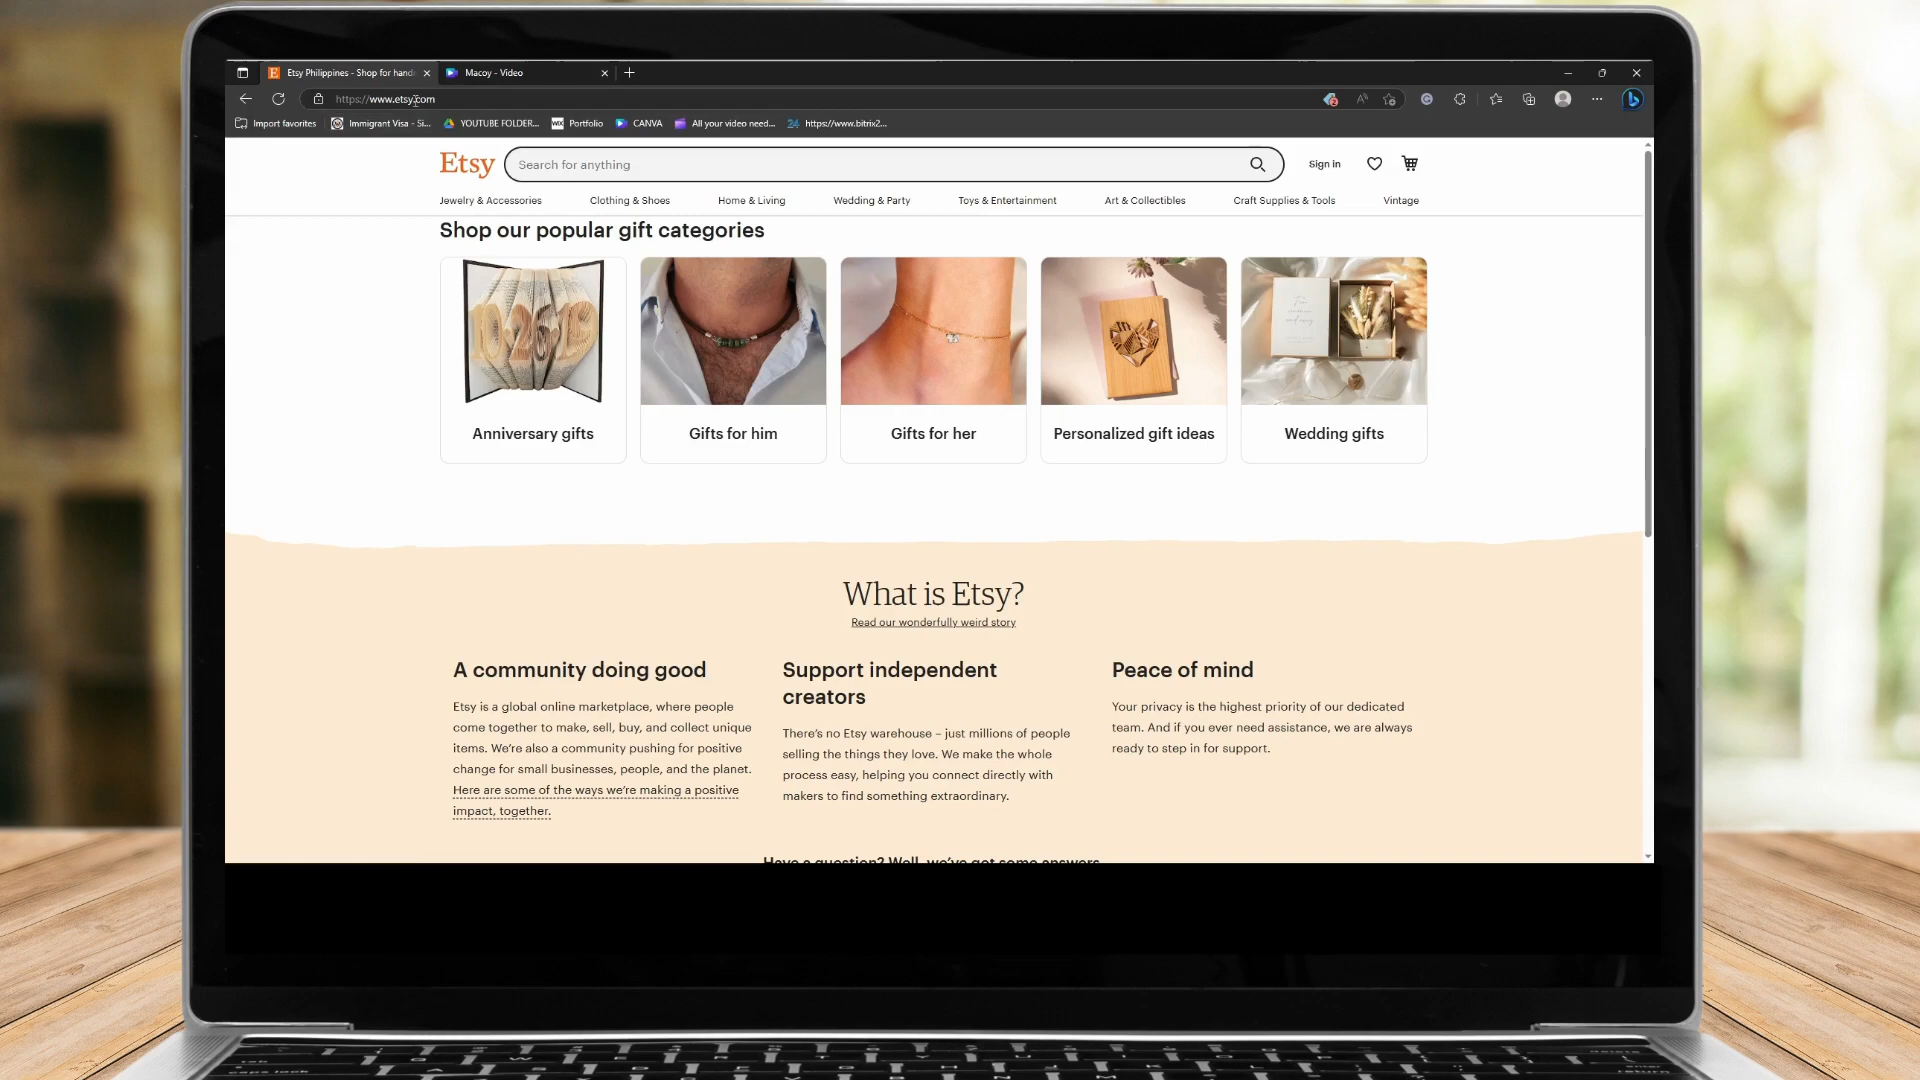 Etsy Philippines - Shop for hand
Macoy - Video
https://www.etsy.com
Import favorites
Immigrant Visa - Si...
YOUTUBE FOLDER...
Portfolio
CANVA
All your video need...
https://www.bitrix2...
Etsy
Search for anything
Sign in
Jewelry & Accessories
Clothing & Shoes
Home & Living
Wedding & Party
Toys & Entertainment
Art & Collectibles
Craft Supplies & Tools
Vintage
Shop our popular gift categories
Anniversary gifts
Gifts for him
Gifts for her
Personalized gift ideas
Wedding gifts
What is Etsy?
Read our wonderfully weird story
A community doing good
Etsy is a global online marketplace, where people
come together to make, sell, buy, and collect unique
items. We're also a community pushing for positive
change for small businesses, people, and the planet.
Here are some of the ways we're making a positive
impact, together.
Support independent
creators
There's no Etsy warehouse – just millions of people
selling the things they love. We make the whole
process easy, helping you connect directly with
makers to find something extraordinary.
Peace of mind
Your privacy is the highest priority of our dedicated
team. And if you ever need assistance, we are always
ready to step in for support.
Have a question? Well, we've got some answers.